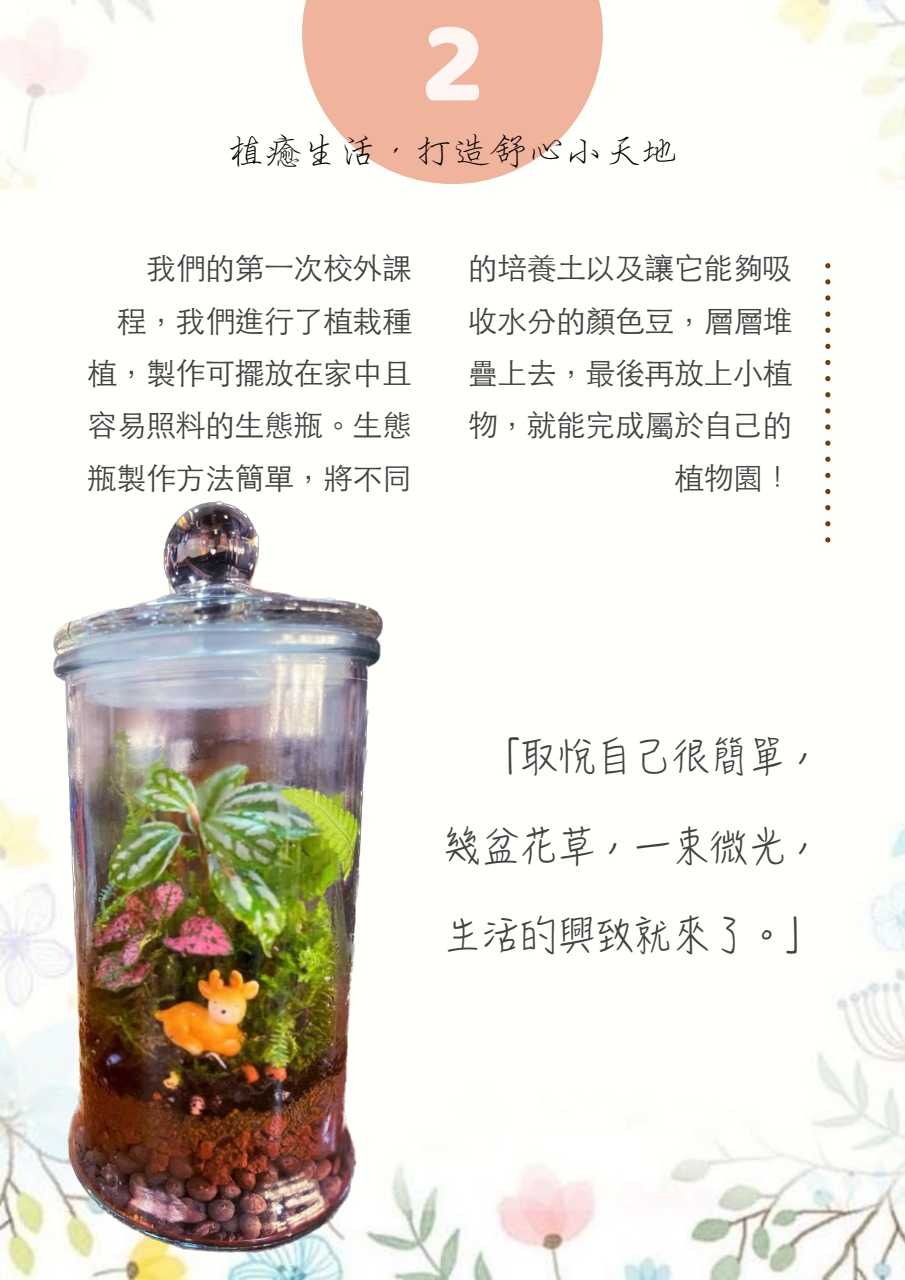 2
植癒生活，打造舒心小天地
我們的第一次校外課
程，我們進行了植栽種
植，製作可擺放在家中且
容易照料的生態瓶。生態
瓶製作方法簡單，將不同
的培養土以及讓它能夠吸
收水分的顏色豆，層層堆
疊上去，最後再放上小植
物，就能完成屬於自己的
植物園！
「取悅自己很簡單，
幾盆花草，一束微光，
生活的興致就來了。」